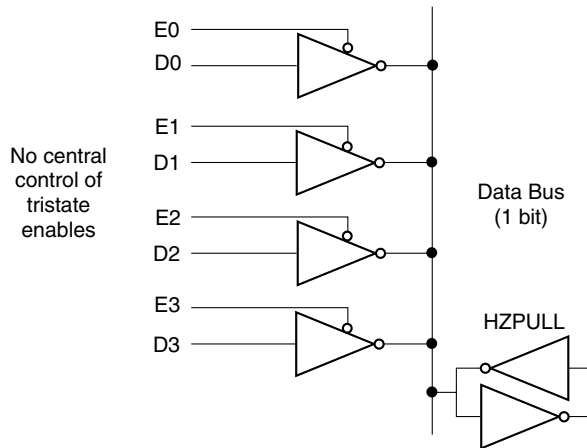 E0
D0
E1
D1
E2
D2
E3
D3
No central
control of
tristate
enables
Data Bus
(1 bit)
HZPULL